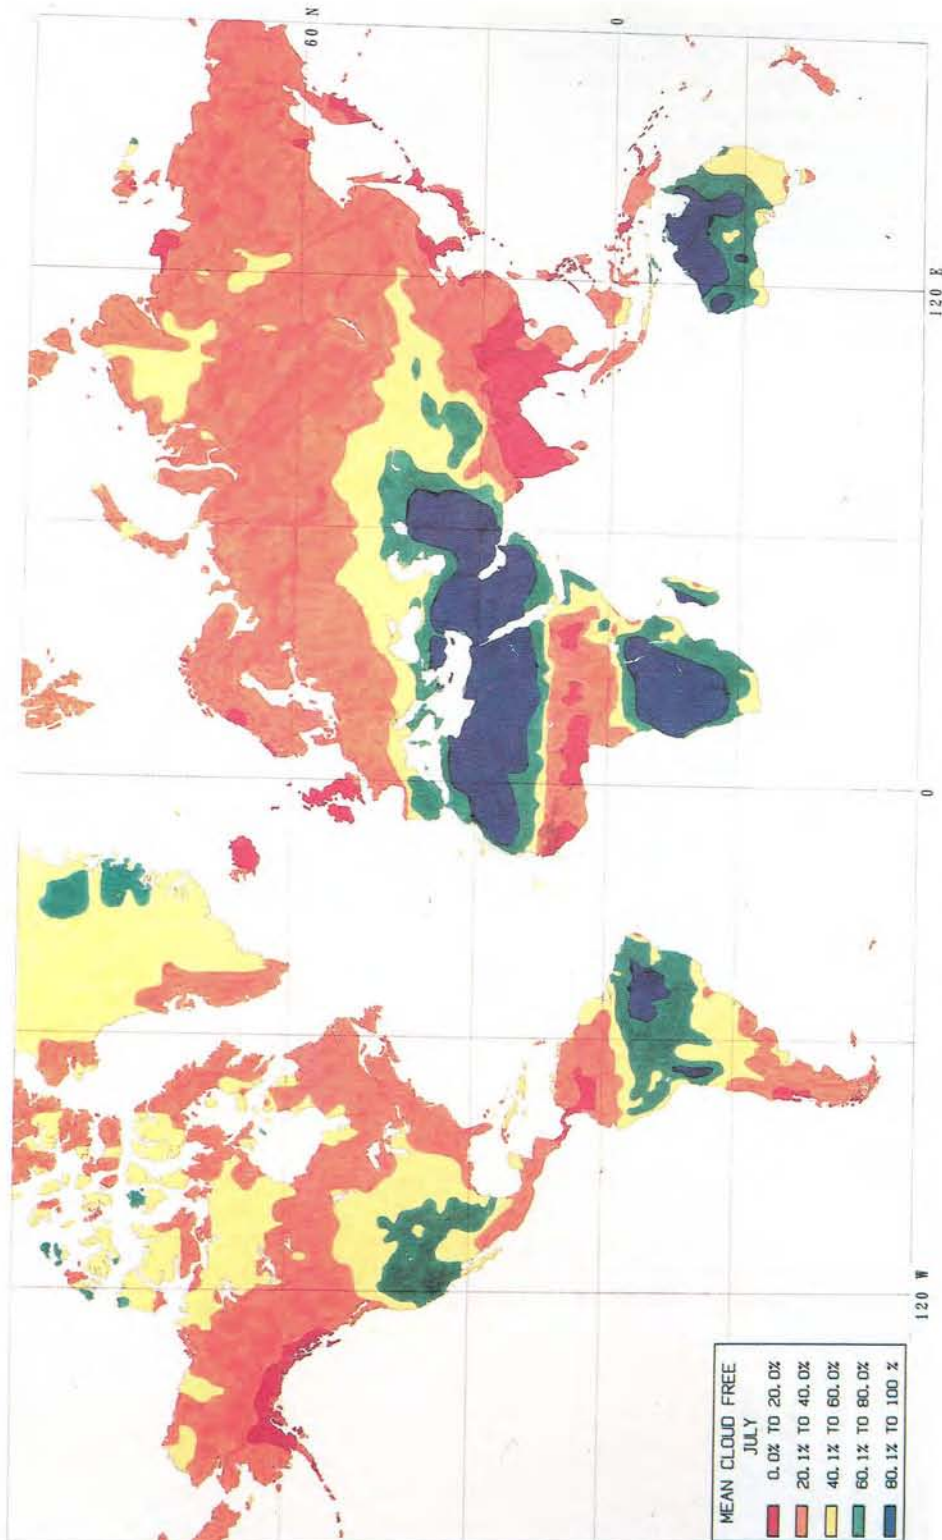 60 N
0
120 E
0
120 W
MEAN CLOUD FREE
JULY
0.0% TO 20.0%
20.1% TO 40.0%
40.1% TO 60.0%
60.1% TO 80.0%
80.1% TO 100 %